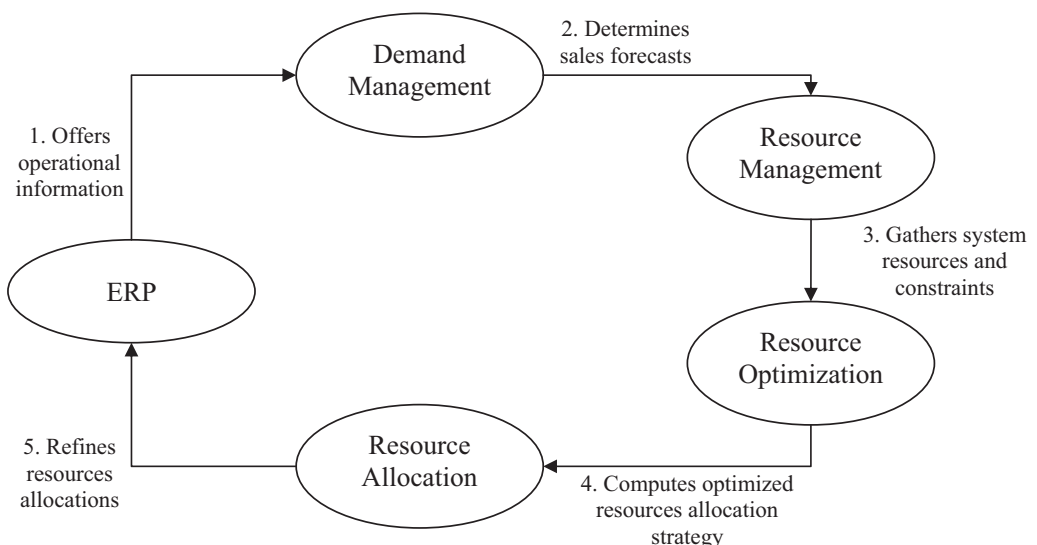 Demand
Management
2. Determines
sales forecasts
Resource
Management
1. Offers
operational
information
3. Gathers system
resources and
constraints
ERP
Resource
Optimization
5. Refines
resources
allocations
Resource
Allocation
4. Computes optimized
resources allocation
strategy